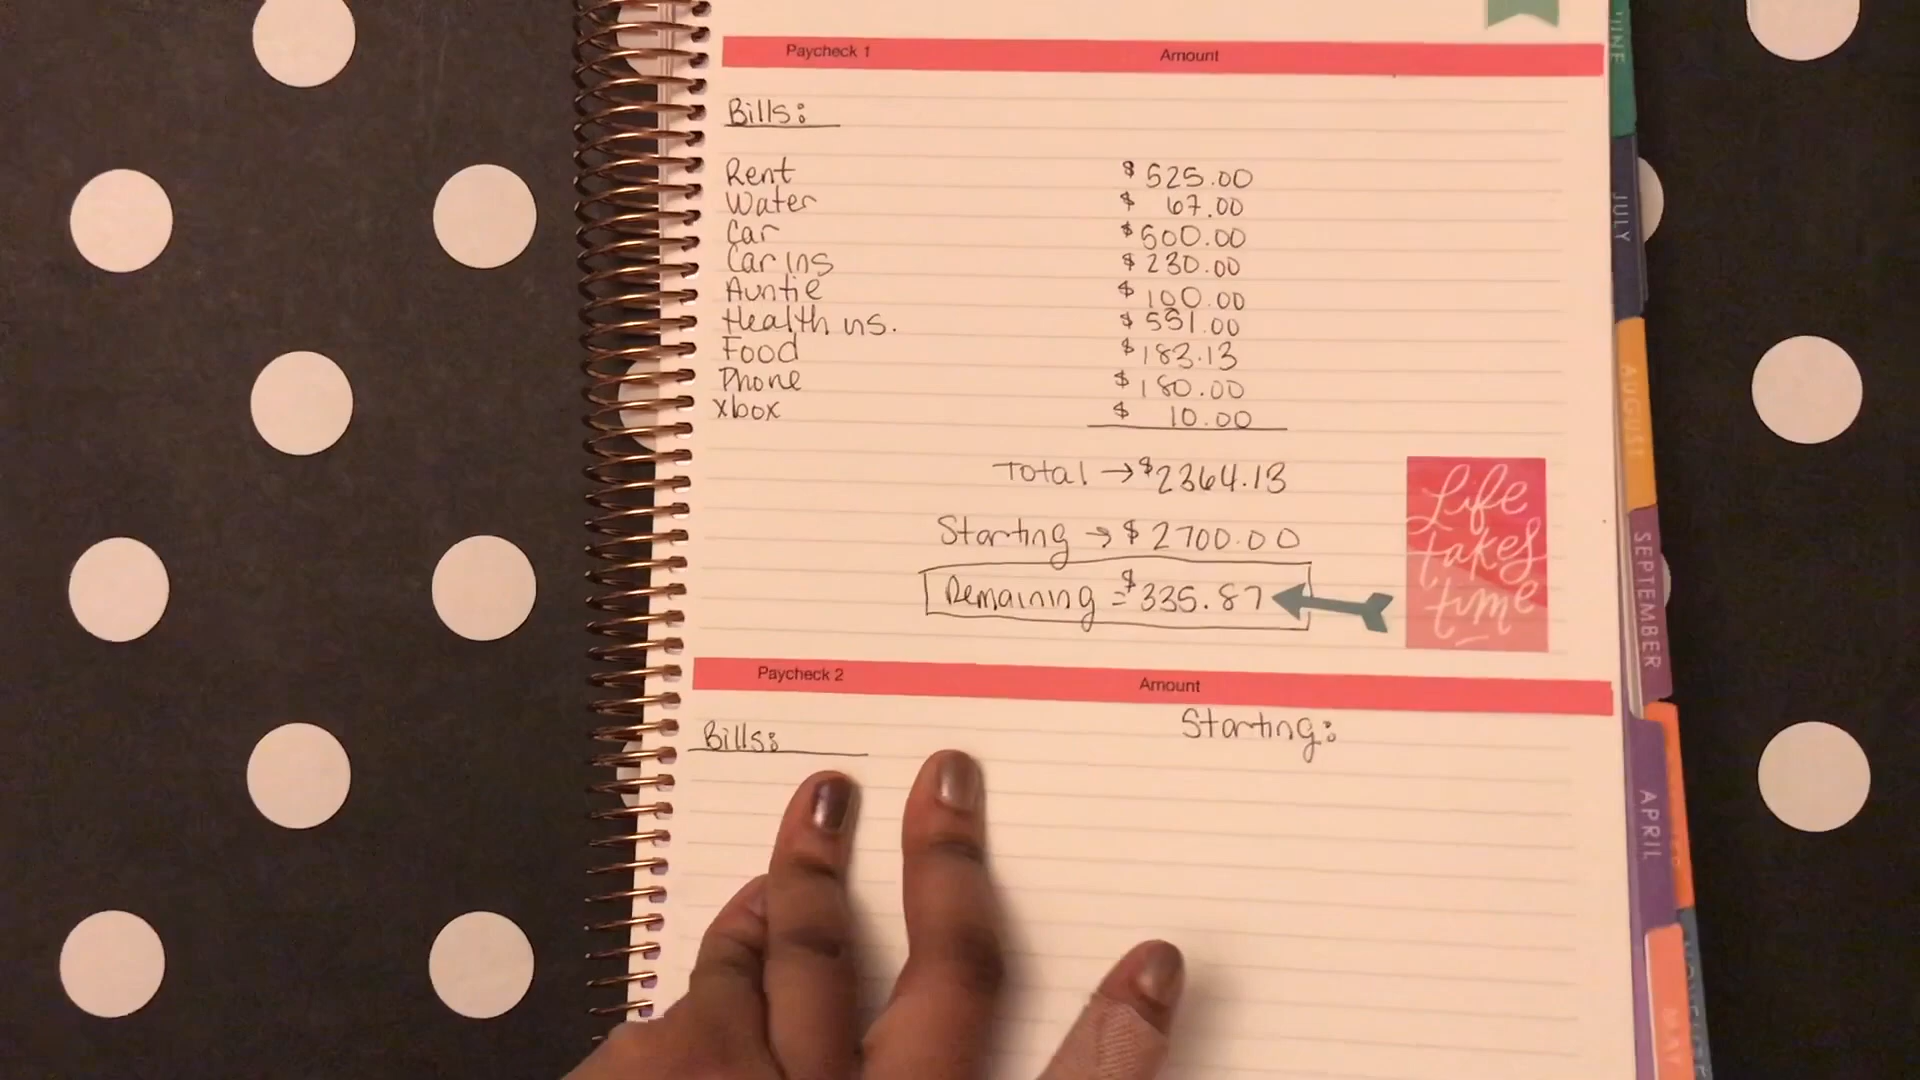 Paycheck 1 Amount
Bills:
Rent $ 525.00
Water $ 67.00
Car $500.00
Car ins $ 230.00
Auntie $ 100.00
Health ins. $ 551.00
Food $183.13
Phone $180.00
Xbox $ 10.00
Total → $2364.13
Starting → $ 2700.00
Remaining = $335.87
Life
takes
time
Paycheck 2 Amount
Bills: Starting:
JUNE
JULY
AUGUST
SEPTEMBER
APRIL
MAY